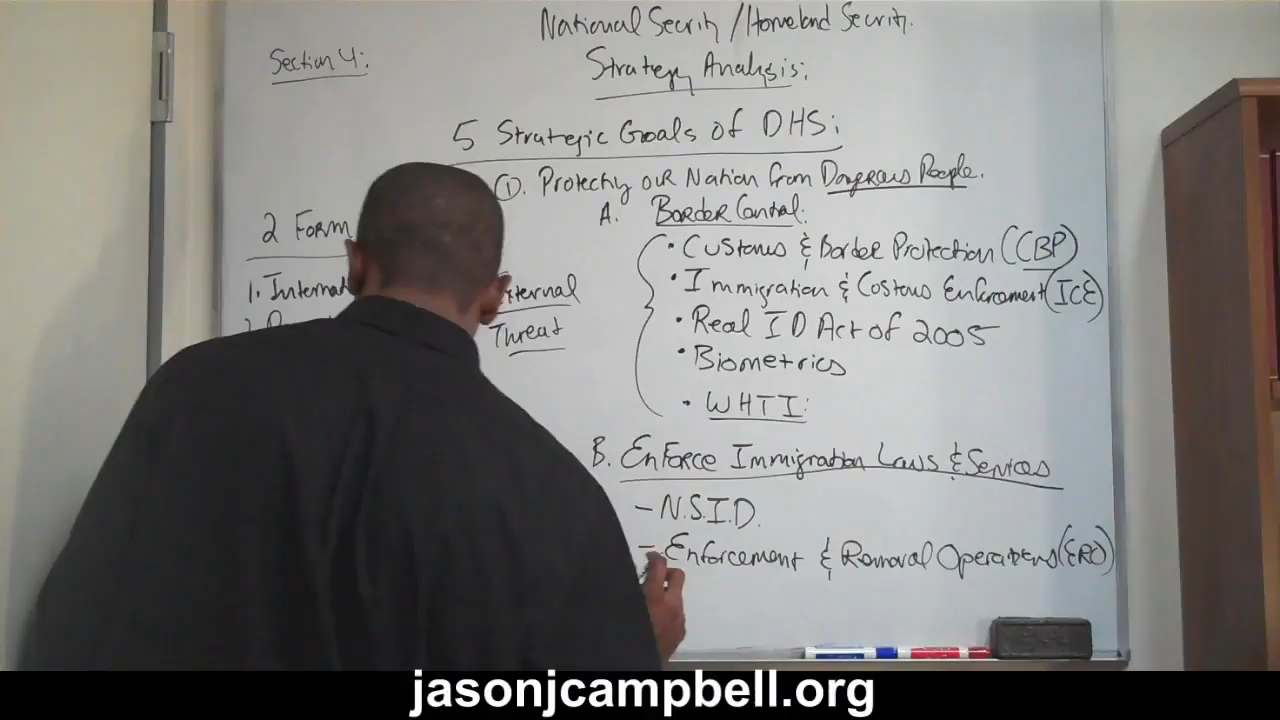 National Security / Homeland Security.
Section 4:
Strategy Analysis:
5 Strategic Goals of DHS:
①. Protecting our Nation from Dangerous People.
A. Border Control:
2 Form
• Customs & Border Protection (CBP)
1. Internat
External
• Immigration & Costoms Enforcement (ICE)
Threat
• Real ID Act of 2005
• Biometrics
• WHTI:
B. Enforce Immigration Laws & Services
- N.S.I.D.
- Enforcement & Removal Operations (ERO)
jasonjcampbell.org